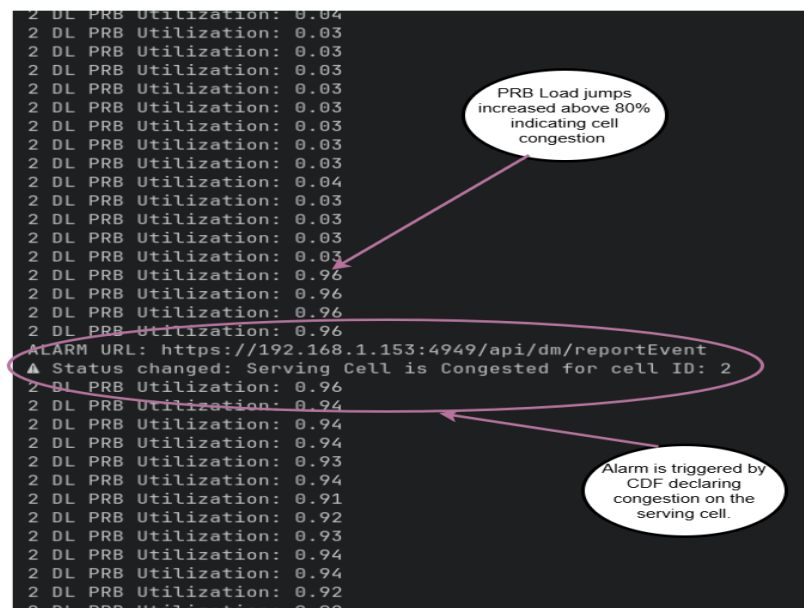 2 DL PRB Utilization: 0.04
2 DL PRB Utilization: 0.03
2 DL PRB Utilization: 0.03
2 DL PRB Utilization: 0.03
2 DL PRB Utilization: 0.03
2 DL PRB Utilization: 0.03
2 DL PRB Utilization: 0.03
2 DL PRB Utilization: 0.03
2 DL PRB Utilization: 0.03
2 DL PRB Utilization: 0.04
2 DL PRB Utilization: 0.03
2 DL PRB Utilization: 0.03
2 DL PRB Utilization: 0.03
2 DL PRB Utilization: 0.03
2 DL PRB Utilization: 0.96
2 DL PRB Utilization: 0.96
2 DL PRB Utilization: 0.96
2 DL PRB Utilization: 0.96
ALARM URL: https://192.168.1.153:4949/api/dm/reportEvent
⚠ Status changed: Serving Cell is Congested for cell ID: 2
2 DL PRB Utilization: 0.96
2 DL PRB Utilization: 0.94
2 DL PRB Utilization: 0.94
2 DL PRB Utilization: 0.94
2 DL PRB Utilization: 0.93
2 DL PRB Utilization: 0.94
2 DL PRB Utilization: 0.91
2 DL PRB Utilization: 0.92
2 DL PRB Utilization: 0.93
2 DL PRB Utilization: 0.94
2 DL PRB Utilization: 0.94
2 DL PRB Utilization: 0.92
2 DL PRB Utilization:
PRB Load jumps
increased above 80%
indicating cell
congestion
Alarm is triggered by
CDF declaring
congestion on the
serving cell.